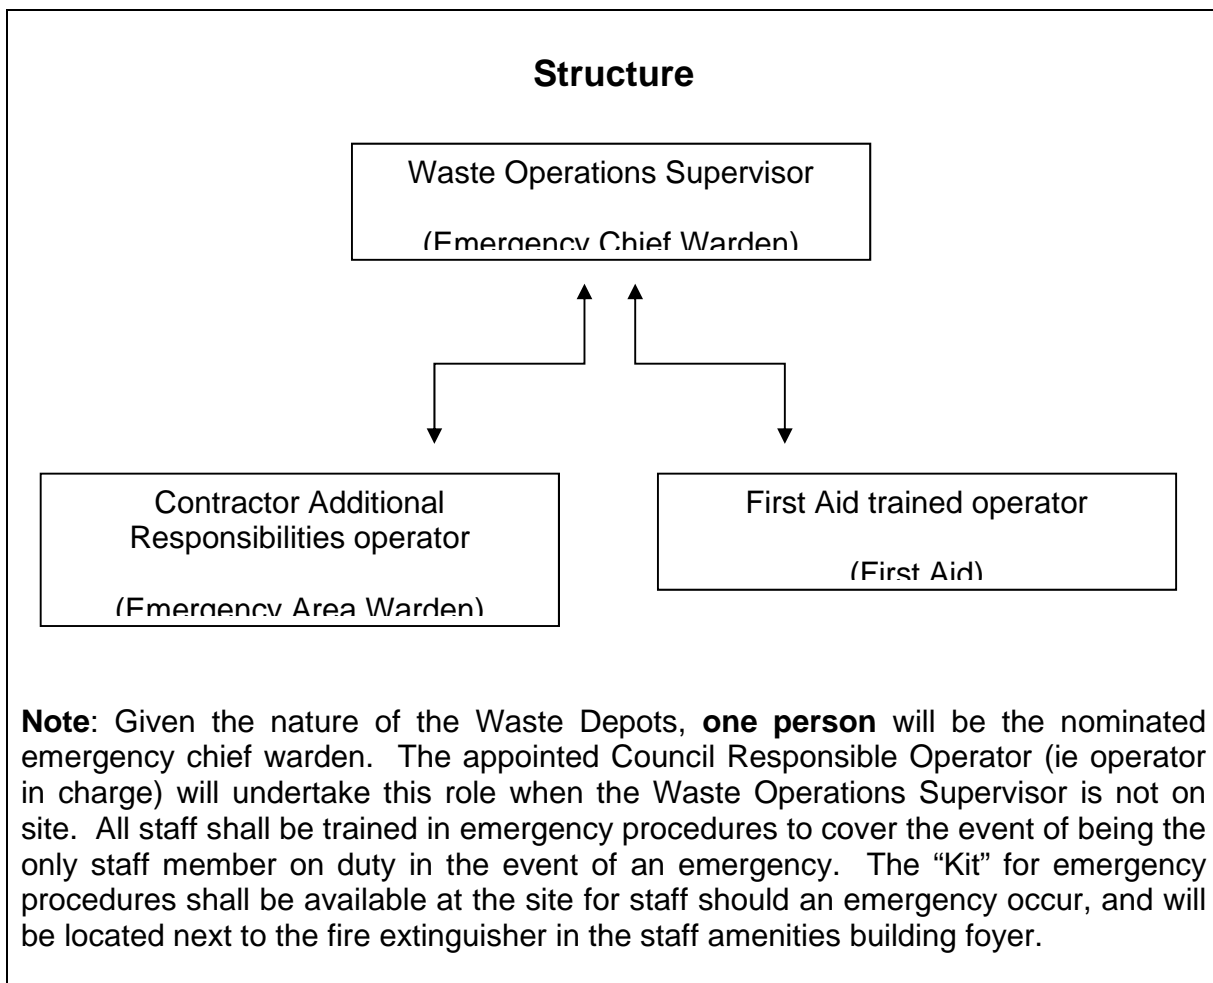 Structure
Waste Operations Supervisor
(Emergency Chief Warden)
Contractor Additional
Responsibilities operator
(Emergency Area Warden)
First Aid trained operator
(First Aid)
Note: Given the nature of the Waste Depots, one person will be the nominated
emergency chief warden. The appointed Council Responsible Operator (ie operator
in charge) will undertake this role when the Waste Operations Supervisor is not on
site. All staff shall be trained in emergency procedures to cover the event of being the
only staff member on duty in the event of an emergency. The “Kit” for emergency
procedures shall be available at the site for staff should an emergency occur, and will
be located next to the fire extinguisher in the staff amenities building foyer.